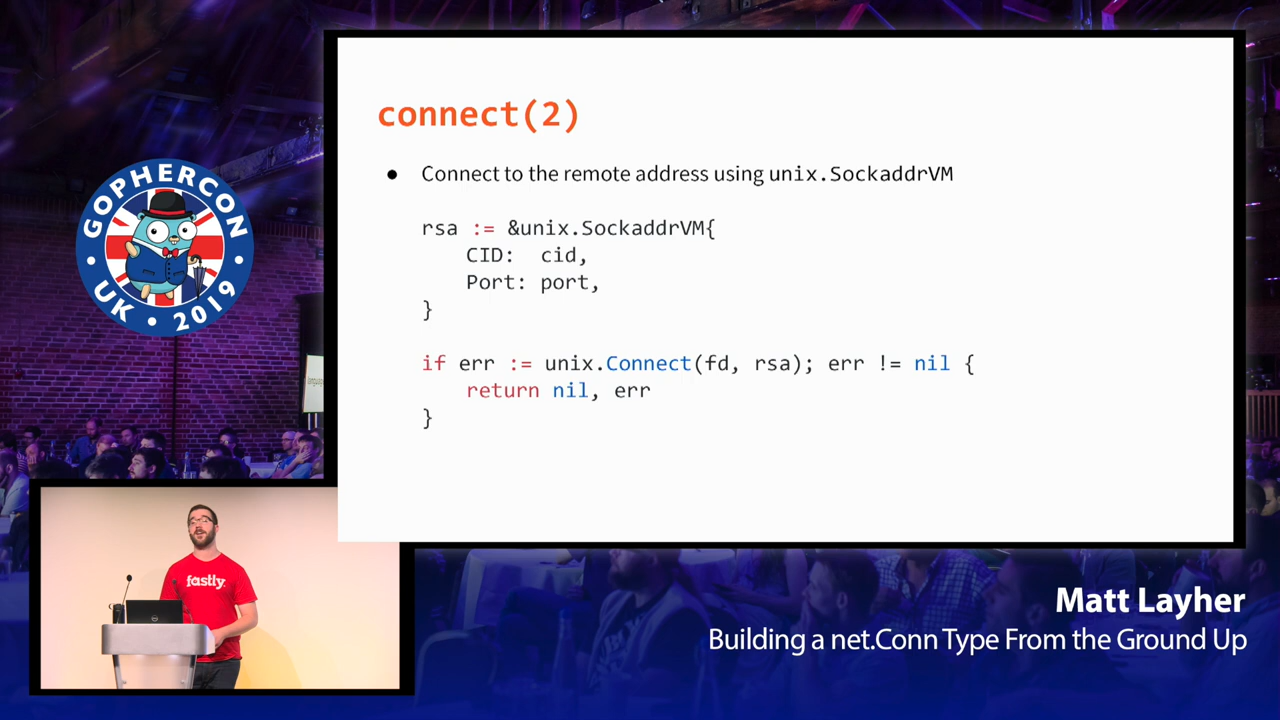 connect(2)
● Connect to the remote address using unix.SockaddrVM
rsa := &unix.SockaddrVM{
CID: cid,
Port: port,
}
if err := unix.Connect(fd, rsa); err != nil {
return nil, err
}
GOPHERCON
UK • 2019
fastly.
Matt Layher
Building a net.Conn Type From the Ground Up